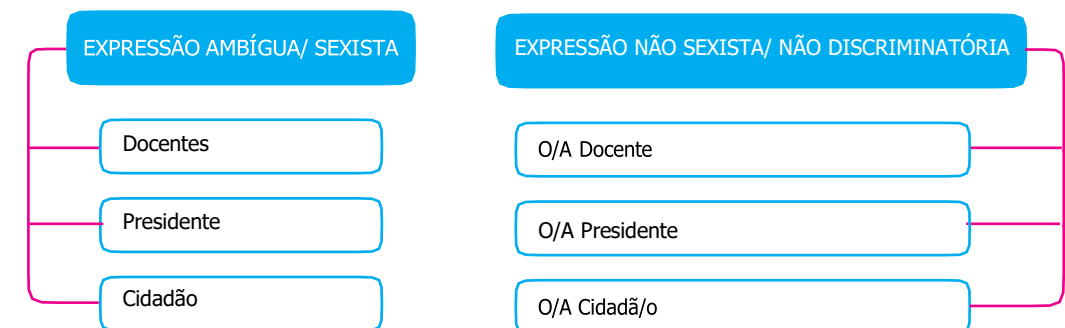 EXPRESSÃO AMBÍGUA/ SEXISTA
Docentes
Presidente
Cidadão
EXPRESSÃO NÃO SEXISTA/ NÃO DISCRIMINATÓRIA
O/A Docente
O/A Presidente
O/A Cidadã/o